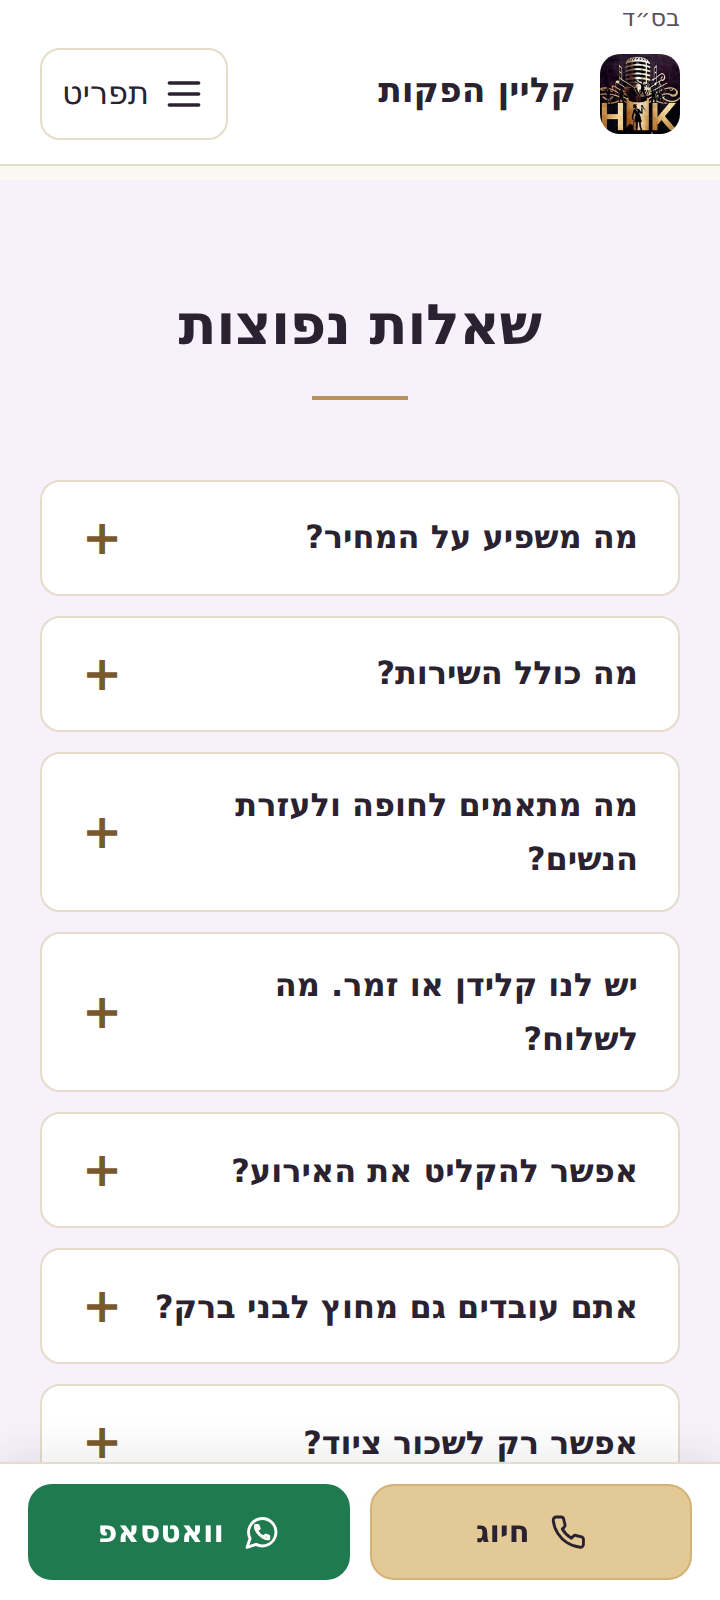 בס״ד
קליין הפקות
תפריט
HK
שאלות נפוצות
מה משפיע על המחיר?
מה כולל השירות?
מה מתאמים לחופה ולעזרת
הנשים?
יש לנו קלידן או זמר. מה
לשלוח?
אפשר להקליט את האירוע?
אתם עובדים גם מחוץ לבני ברק?
אפשר רק לשכור ציוד?
חיוג
וואטסאפ